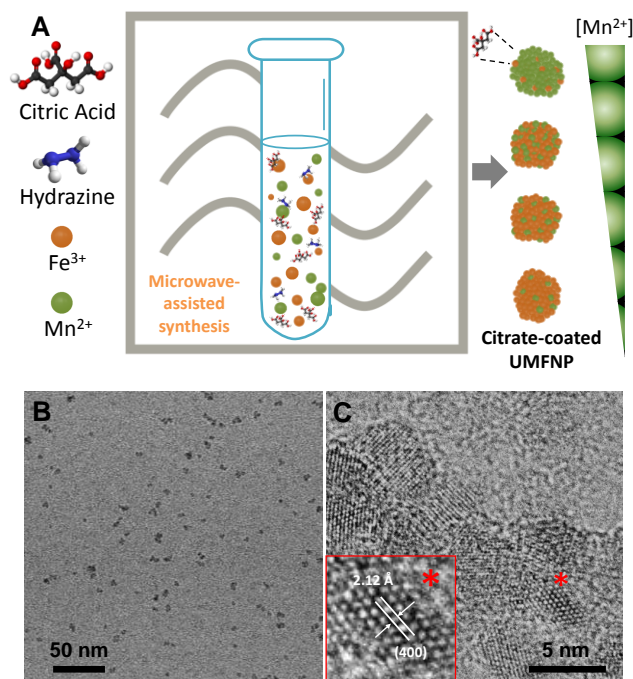 A
[Mn²⁺]
Citric Acid
Hydrazine
Fe³⁺
Mn²⁺
Microwave-
assisted
synthesis
Citrate-coated
UMFNP
B
50 nm
C
2.12 Å
(400)
*
*
5 nm